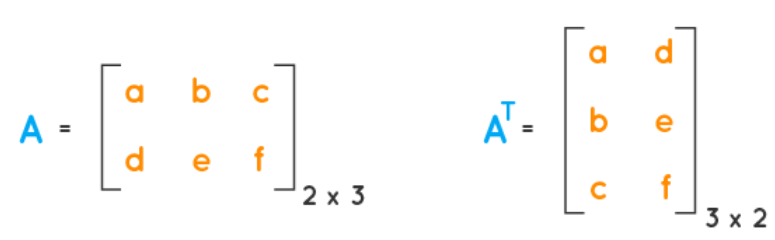 A = [ a b c
d e f ] 2 x 3
A^T = [ a d
b e
c f ] 3 x 2